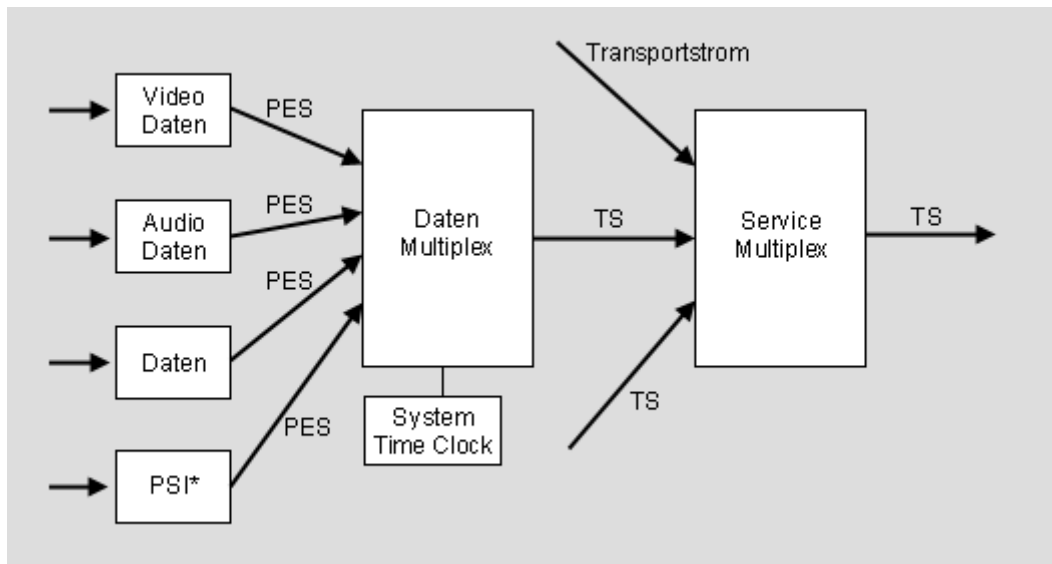 Transportstrom
Video
Daten
PES
Audio
Daten
PES
Daten
Multiplex
TS
Service
Multiplex
TS
Daten
PES
System
Time Clock
TS
PSI*
PES